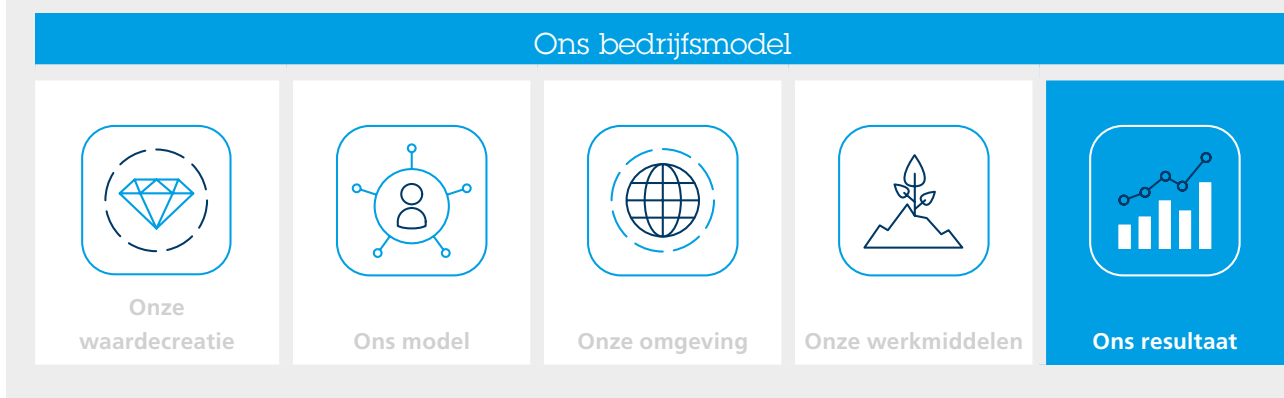 Ons bedrijfsmodel
Onze
waardecreatie
Ons model
Onze omgeving
Onze werkmiddelen
Ons resultaat